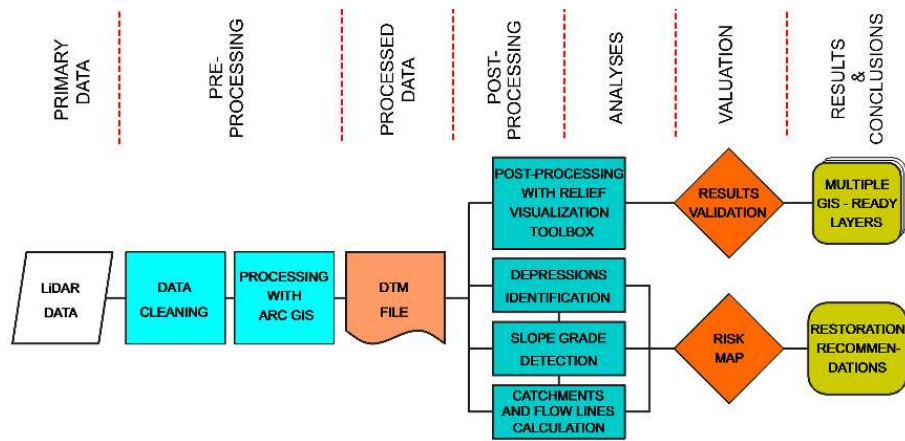 PRIMARY
DATA
PRE-
PROCESSING
PROCESSED
DATA
POST-
PROCESSING
ANALYSES
VALUATION
RESULTS
&
CONCLUSIONS
POST-PROCESSING
WITH RELIEF
VISUALIZATION
TOOLBOX
RESULTS
VALIDATION
MULTIPLE
GIS - READY
LAYERS
LiDAR
DATA
DATA
CLEANING
PROCESSING
WITH
ARC GIS
DTM
FILE
DEPRESSIONS
IDENTIFICATION
SLOPE GRADE
DETECTION
CATCHMENTS
AND FLOW LINES
CALCULATION
RISK
MAP
RESTORATION
RECOMMEN-
DATIONS